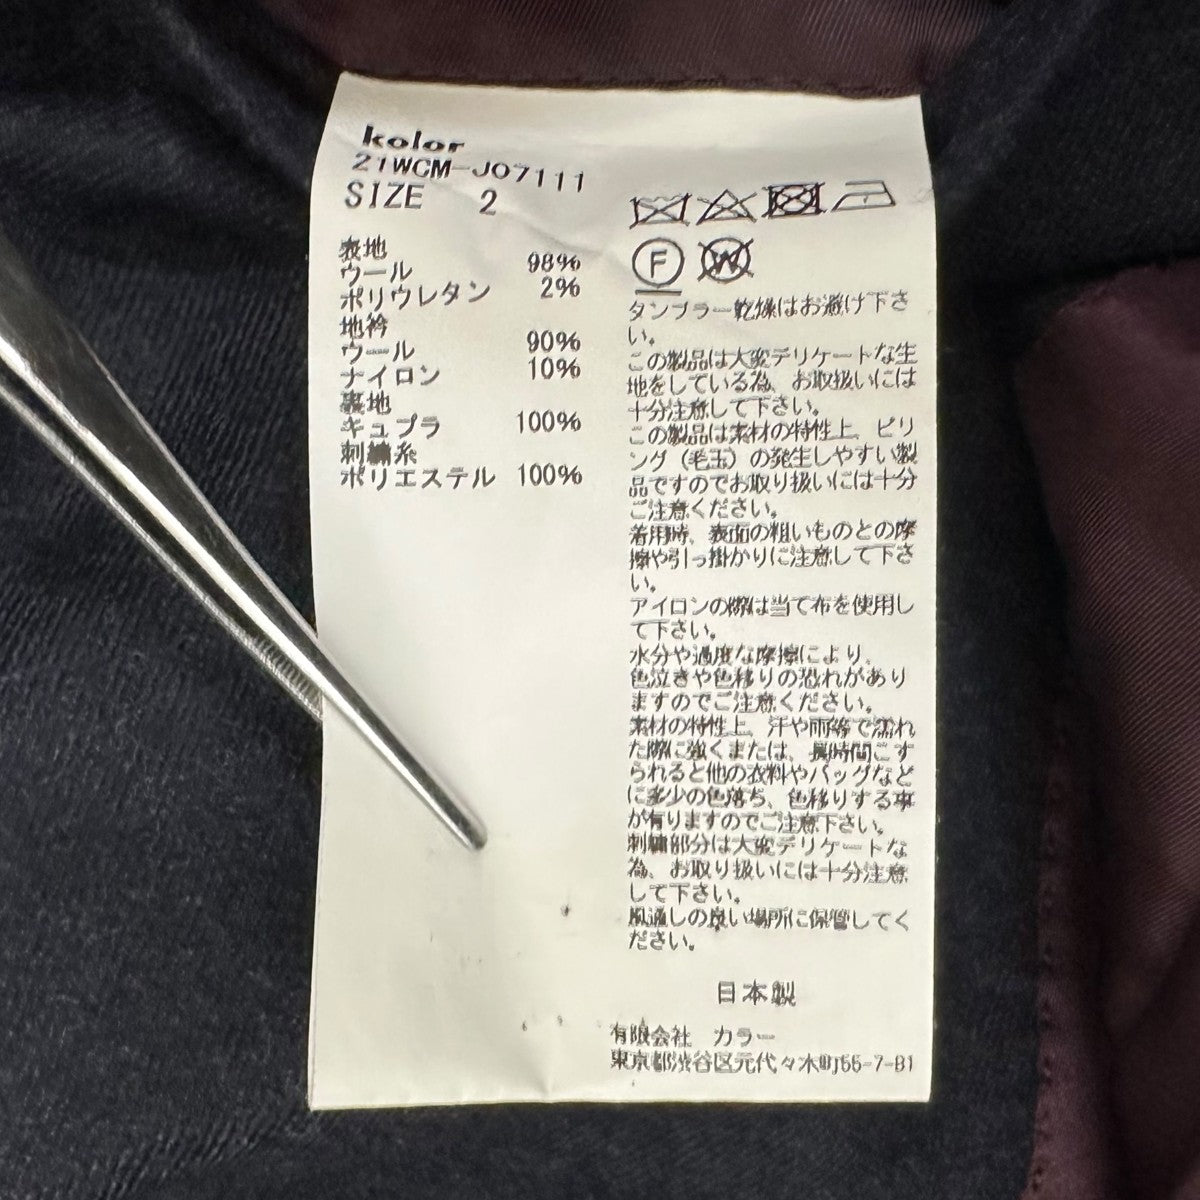 kolor
21WCM-J07111
SIZE 2
表地
ウール 98%
ポリウレタン 2%
地衿
ウール 90%
ナイロン 10%
裏地
キュプラ 100%
刺繍糸
ポリエステル 100%
F W
タンブラー乾燥はお避け下さ
い。
この製品は大変デリケートな生
地をしている為、お取扱いには
十分注意して下さい。
この製品は素材の特性上、ピリ
ング（毛玉）の発生しやすい製
品ですのでお取り扱いには十分
ご注意ください。
着用時、表面の粗いものとの摩
擦や引っ掛かりに注意して下さ
い。
アイロンの際は当て布を使用し
て下さい。
水分や過度な摩擦により、
色泣きや色移りの恐れがあり
ますのでご注意ください。
素材の特性上、汗や雨等で濡れ
た際に強くまたは、長時間こす
られると他の衣料やバッグなど
に多少の色落ち、色移りする事
が有りますのでご注意下さい。
刺繍部分は大変デリケートな
為、お取り扱いには十分注意
して下さい。
風通しの良い場所に保管してく
ださい。
日本製
有限会社 カラー
東京都渋谷区元代々木町55-7-B1